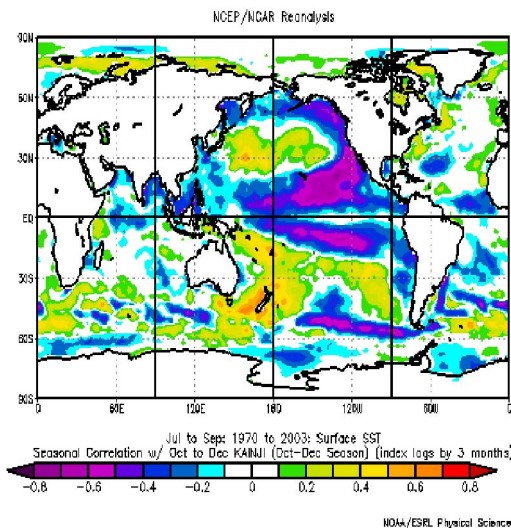 NCEP/NCAR Reanalysis
90N
60N
30N
EQ
30S
60S
90S
0 60E 120E 180 120W 60W 0
Jul to Sep: 1970 to 2003: Surface SST
Seasonal Correlation w/ Oct to Dec KAINJI (Oct-Dec Season) (index lags by 3 months)
-0.8 -0.6 -0.4 -0.2 0 0.2 0.4 0.6 0.8
NOAA/ESRL Physical Science